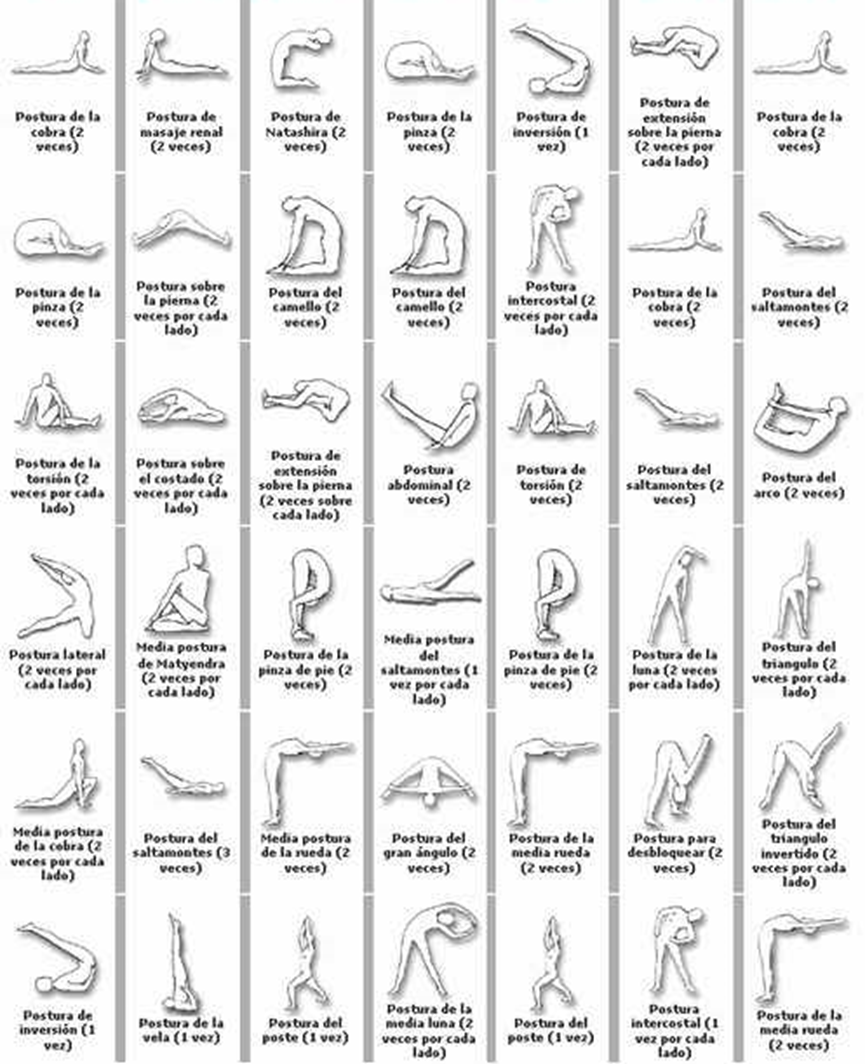 Postura de la
cobra (2
veces)
Postura de
masaje renal
(2 veces)
Postura de
Natashira (2
veces)
Postura de la
pinza (2
veces)
Postura de
inversión (1
vez)
Postura de
extensión
sobre la pierna
(2 veces por
cada lado)
Postura de la
cobra (2
veces)
Postura de la
pinza (2
veces)
Postura sobre
la pierna (2
veces por cada
lado)
Postura del
camello (2
veces)
Postura del
camello (2
veces)
Postura
intercostal (2
veces por cada
lado)
Postura de la
cobra (2
veces)
Postura del
saltamontes (2
veces)
Postura de la
torsión (2
veces por cada
lado)
Postura sobre
el costado (2
veces por cada
lado)
Postura de
extensión
sobre la pierna
(2 veces sobre
cada lado)
Postura
abdominal (2
veces)
Postura de
torsión (2
veces)
Postura del
saltamontes (2
veces)
Postura del
arco (2 veces)
Postura lateral
(2 veces por
cada lado)
Media postura
de Matyendra
(2 veces por
cada lado)
Postura de la
pinza de pie (2
veces)
Media postura
del
saltamontes (1
vez por cada
lado)
Postura de la
pinza de pie (2
veces)
Postura de la
luna (2 veces
por cada lado)
Postura del
triangulo (2
veces por cada
lado)
Media postura
de la cobra (2
veces por cada
lado)
Postura del
saltamontes (3
veces)
Media postura
de la rueda (2
veces)
Postura del
gran ángulo (2
veces)
Postura de la
media rueda
(2 veces)
Postura para
desbloquear (2
veces)
Postura del
triangulo
invertido (2
veces por cada
lado)
Postura de
inversión (1
vez)
Postura de la
vela (1 vez)
Postura del
poste (1 vez)
Postura de la
media luna (2
veces por cada
lado)
Postura del
poste (1 vez)
Postura
intercostal (1
vez por cada
lado)
Postura de la
media rueda
(2 veces)